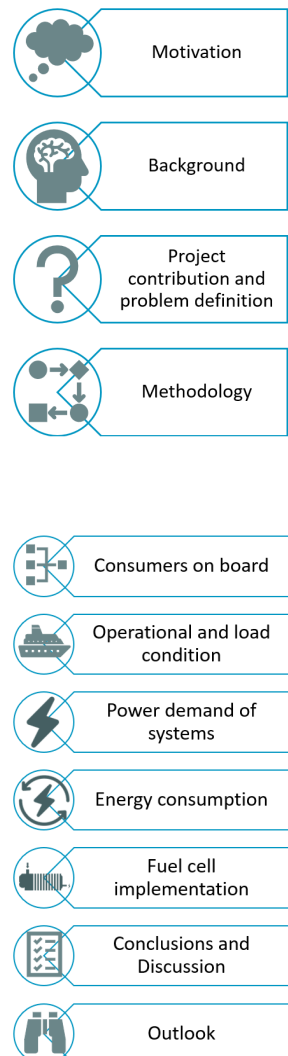 Motivation
Background
Project
contribution and
problem definition
Methodology
Consumers on board
Operational and load
condition
Power demand of
systems
Energy consumption
Fuel cell
implementation
Conclusions and
Discussion
Outlook